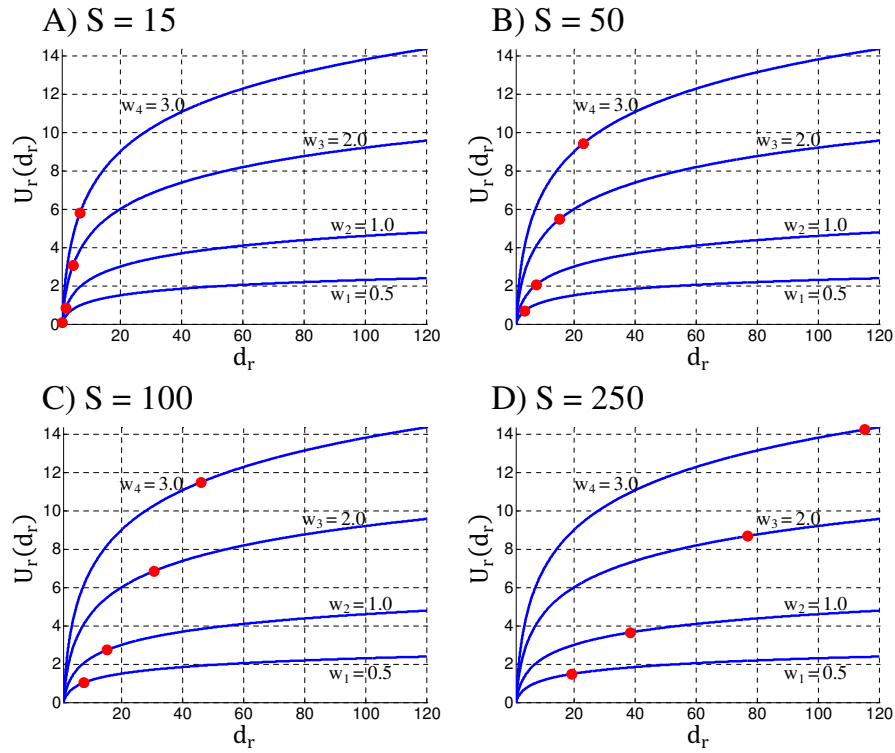 A) S = 15
14
12
10
8
6
4
2
0
U_r(d_r)
w_4 = 3.0
w_3 = 2.0
w_2 = 1.0
w_1 = 0.5
20 40 60 80 100 120
d_r
B) S = 50
14
12
10
8
6
4
2
0
U_r(d_r)
w_4 = 3.0
w_3 = 2.0
w_2 = 1.0
w_1 = 0.5
20 40 60 80 100 120
d_r
C) S = 100
14
12
10
8
6
4
2
0
U_r(d_r)
w_4 = 3.0
w_3 = 2.0
w_2 = 1.0
w_1 = 0.5
20 40 60 80 100 120
d_r
D) S = 250
14
12
10
8
6
4
2
0
U_r(d_r)
w_4 = 3.0
w_3 = 2.0
w_2 = 1.0
w_1 = 0.5
20 40 60 80 100 120
d_r